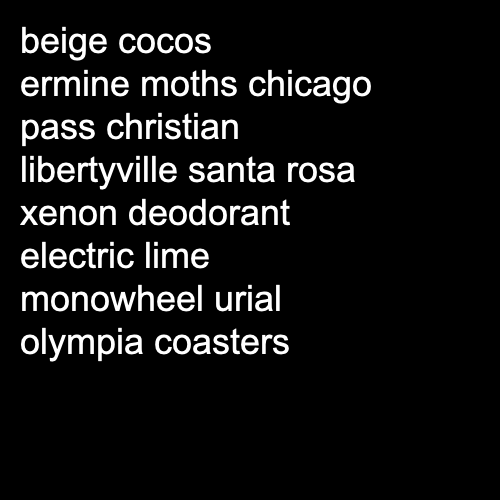 beige cocos
ermine moths chicago
pass christian
libertyville santa rosa
xenon deodorant
electric lime
monowheel urial
olympia coasters